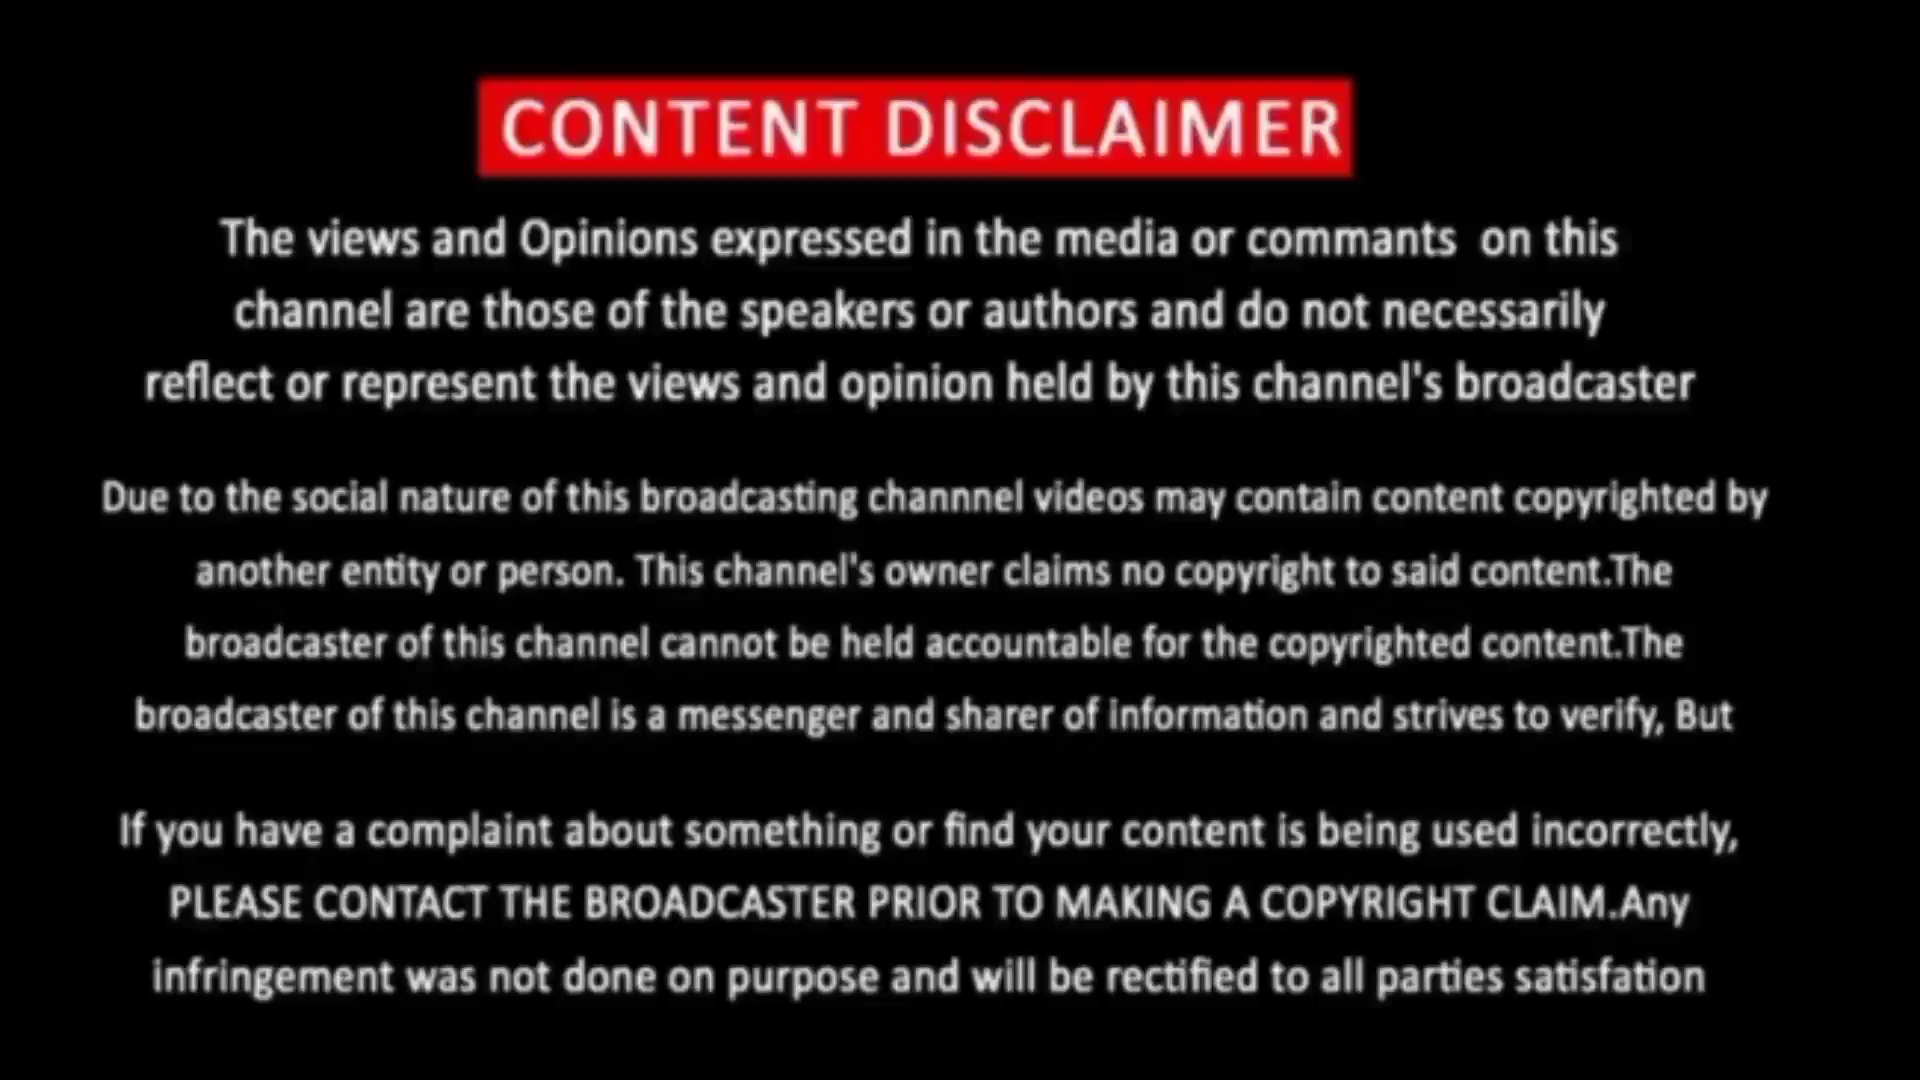 CONTENT DISCLAIMER
The views and Opinions expressed in the media or commants on this
channel are those of the speakers or authors and do not necessarily
reflect or represent the views and opinion held by this channel's broadcaster
Due to the social nature of this broadcasting channnel videos may contain content copyrighted by
another entity or person. This channel's owner claims no copyright to said content.The
broadcaster of this channel cannot be held accountable for the copyrighted content.The
broadcaster of this channel is a messenger and sharer of information and strives to verify, But
If you have a complaint about something or find your content is being used incorrectly,
PLEASE CONTACT THE BROADCASTER PRIOR TO MAKING A COPYRIGHT CLAIM.Any
infringement was not done on purpose and will be rectified to all parties satisfation